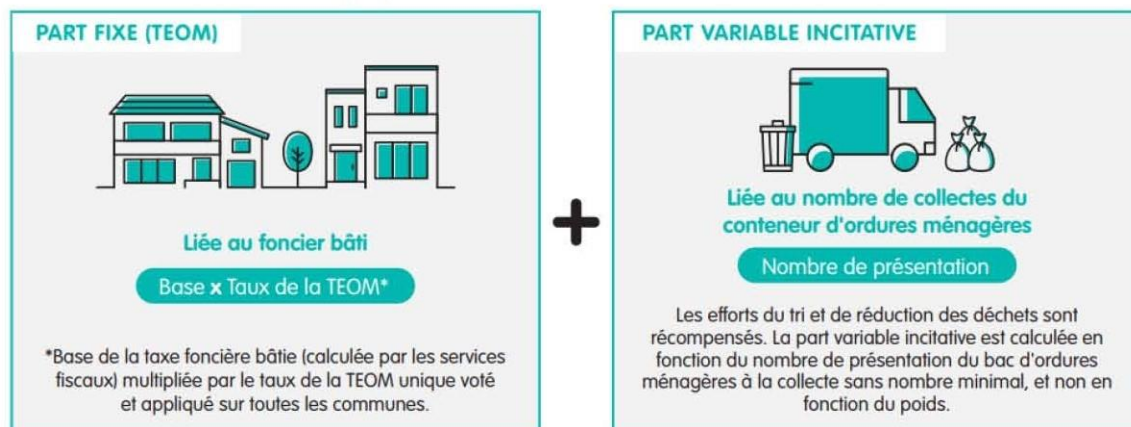 PART FIXE (TEOM)
Liée au foncier bâti
Base x Taux de la TEOM*
*Base de la taxe foncière bâtie (calculée par les services
fiscaux) multipliée par le taux de la TEOM unique voté
et appliqué sur toutes les communes.
+
PART VARIABLE INCITATIVE
Liée au nombre de collectes du
conteneur d'ordures ménagères
Nombre de présentation
Les efforts du tri et de réduction des déchets sont
récompensés. La part variable incitative est calculée en
fonction du nombre de présentation du bac d'ordures
ménagères à la collecte sans nombre minimal, et non en
fonction du poids.